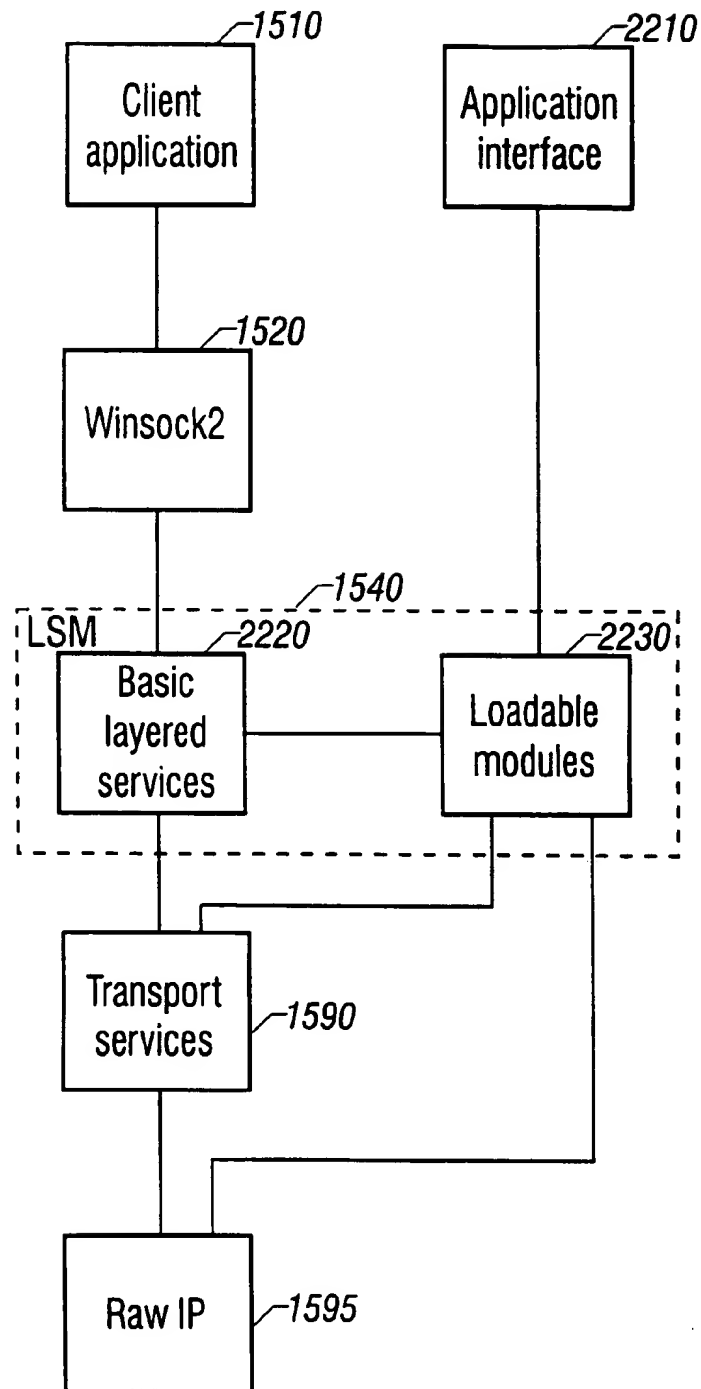 1510
Client
application
2210
Application
interface
1520
Winsock2
1540
LSM
2220
Basic
layered
services
2230
Loadable
modules
Transport
services
1590
Raw IP
1595